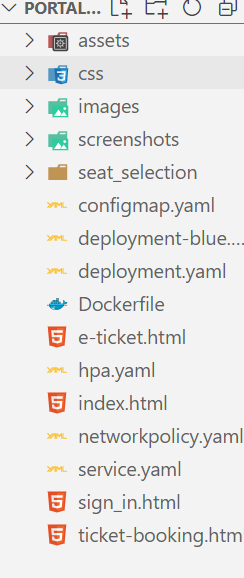 PORTAL...
assets
css
images
screenshots
seat_selection
configmap.yaml
deployment-blue....
deployment.yaml
Dockerfile
e-ticket.html
hpa.yaml
index.html
networkpolicy.yaml
service.yaml
sign_in.html
ticket-booking.htm